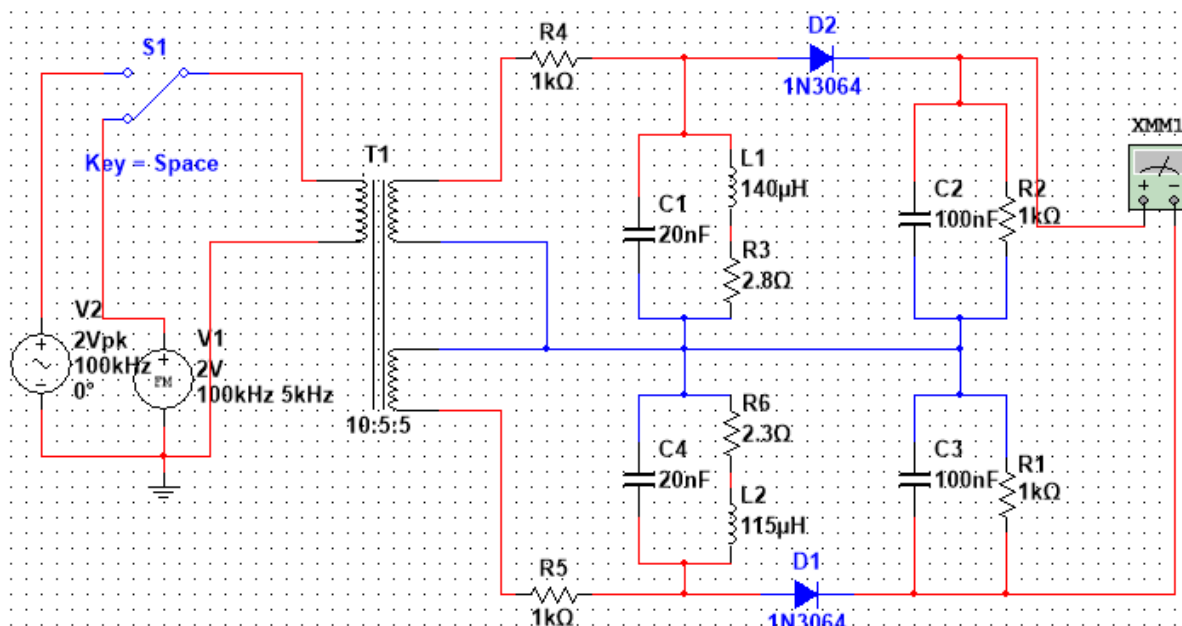 S1
Key = Space
V2
2Vpk
100kHz
0°
V1
2V
FM
100kHz 5kHz
T1
10:5:5
R4
1kΩ
D2
1N3064
C1
20nF
L1
140µH
R3
2.8Ω
C2
100nF
R2
1kΩ
XMM1
+ −
C4
20nF
R6
2.3Ω
L2
115µH
C3
100nF
R1
1kΩ
R5
1kΩ
D1
1N3064